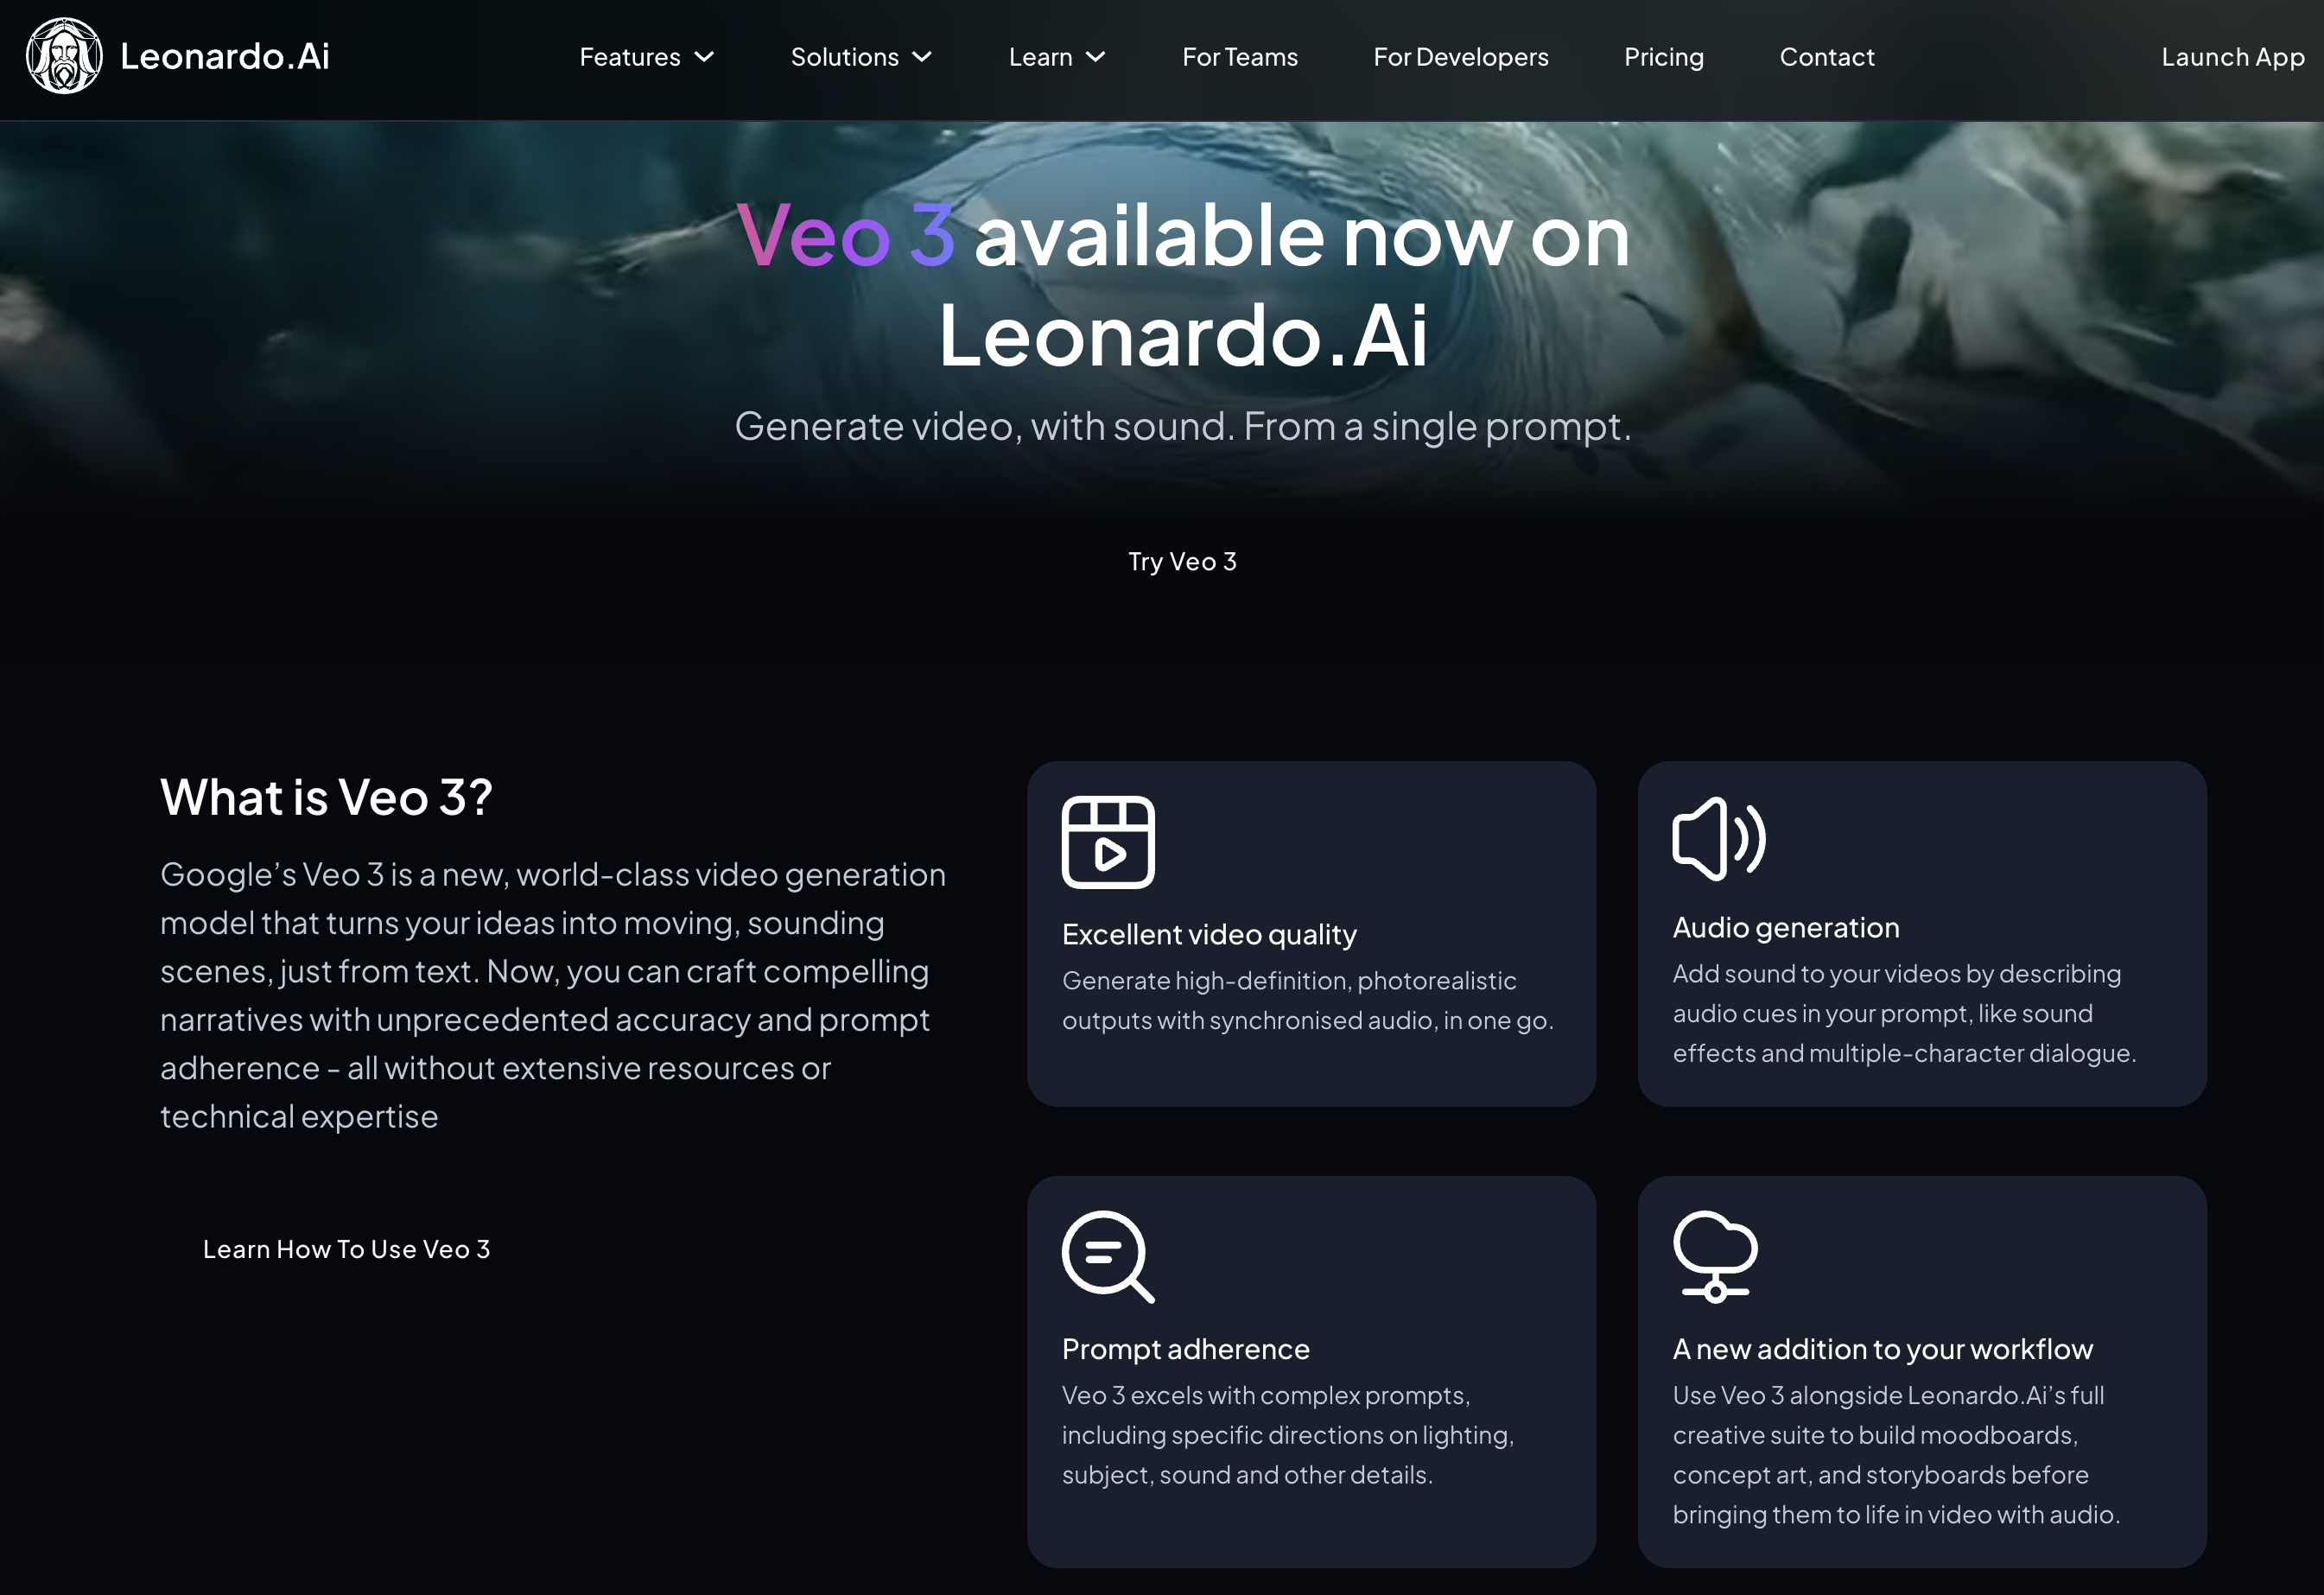 Leonardo.Ai
Features
Solutions
Learn
For Teams
For Developers
Pricing
Contact
Launch App
Veo 3 available now on
Leonardo.Ai
Generate video, with sound. From a single prompt.
Try Veo 3
What is Veo 3?
Google’s Veo 3 is a new, world-class video generation
model that turns your ideas into moving, sounding
scenes, just from text. Now, you can craft compelling
narratives with unprecedented accuracy and prompt
adherence - all without extensive resources or
technical expertise
Learn How To Use Veo 3
Excellent video quality
Generate high-definition, photorealistic
outputs with synchronised audio, in one go.
Audio generation
Add sound to your videos by describing
audio cues in your prompt, like sound
effects and multiple-character dialogue.
Prompt adherence
Veo 3 excels with complex prompts,
including specific directions on lighting,
subject, sound and other details.
A new addition to your workflow
Use Veo 3 alongside Leonardo.Ai’s full
creative suite to build moodboards,
concept art, and storyboards before
bringing them to life in video with audio.